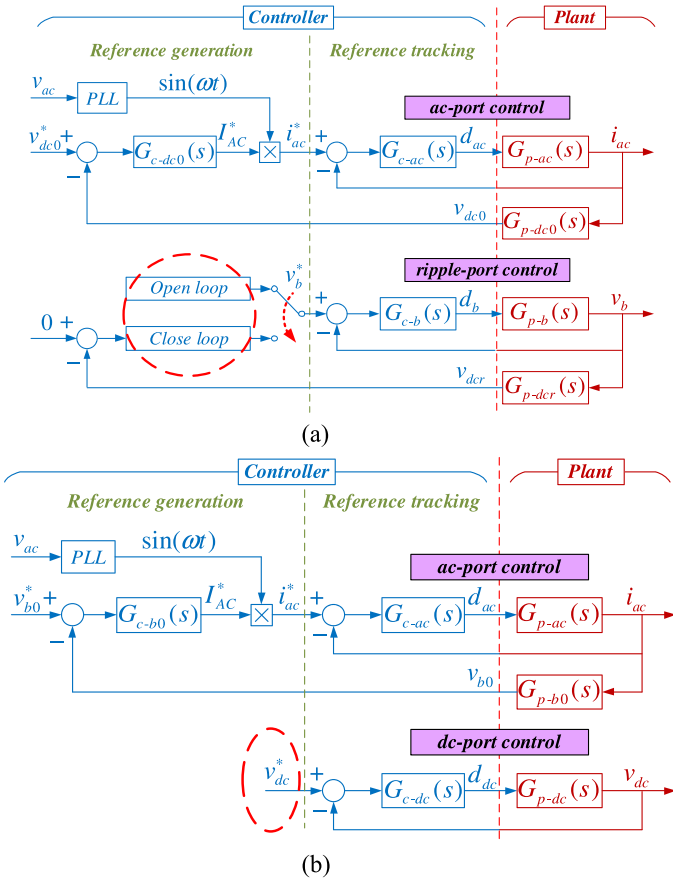 Controller Plant
Reference generation Reference tracking
v_ac PLL sin(ωt) ac-port control
v*_dc0 + − G_c-dc0(s) I*_AC × i*_ac + − G_c-ac(s) d_ac G_p-ac(s) i_ac
v_dc0 G_p-dc0(s)
Open loop v*_b ripple-port control
0 + − Close loop + − G_c-b(s) d_b G_p-b(s) v_b
v_dcr G_p-dcr(s)
(a)
Controller Plant
Reference generation Reference tracking
v_ac PLL sin(ωt) ac-port control
v*_b0 + − G_c-b0(s) I*_AC × i*_ac + − G_c-ac(s) d_ac G_p-ac(s) i_ac
v_b0 G_p-b0(s)
dc-port control
v*_dc + − G_c-dc(s) d_dc G_p-dc(s) v_dc
(b)